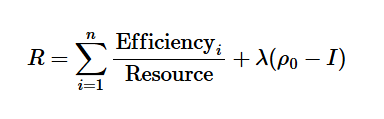 R = \sum_{i=1}^{n} \frac{\text{Efficiency}_i}{\text{Resource}} + \lambda(\rho_0 - I)